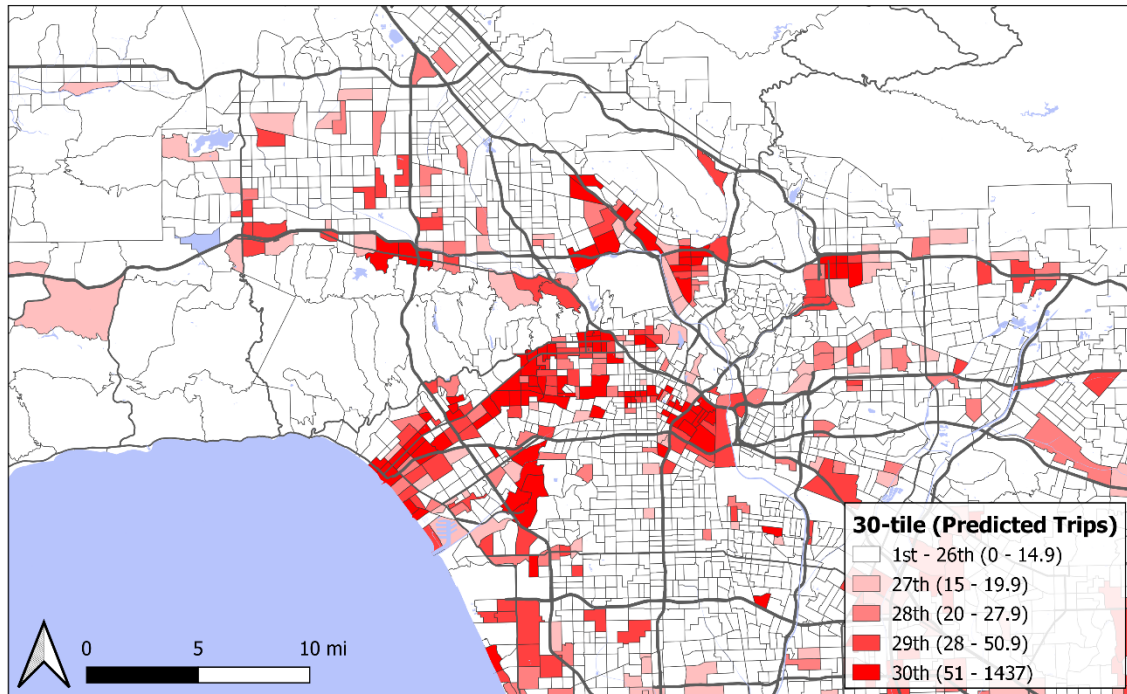 30-tile (Predicted Trips)
1st - 26th (0 - 14.9)
27th (15 - 19.9)
28th (20 - 27.9)
29th (28 - 50.9)
30th (51 - 1437)
0 5 10 mi